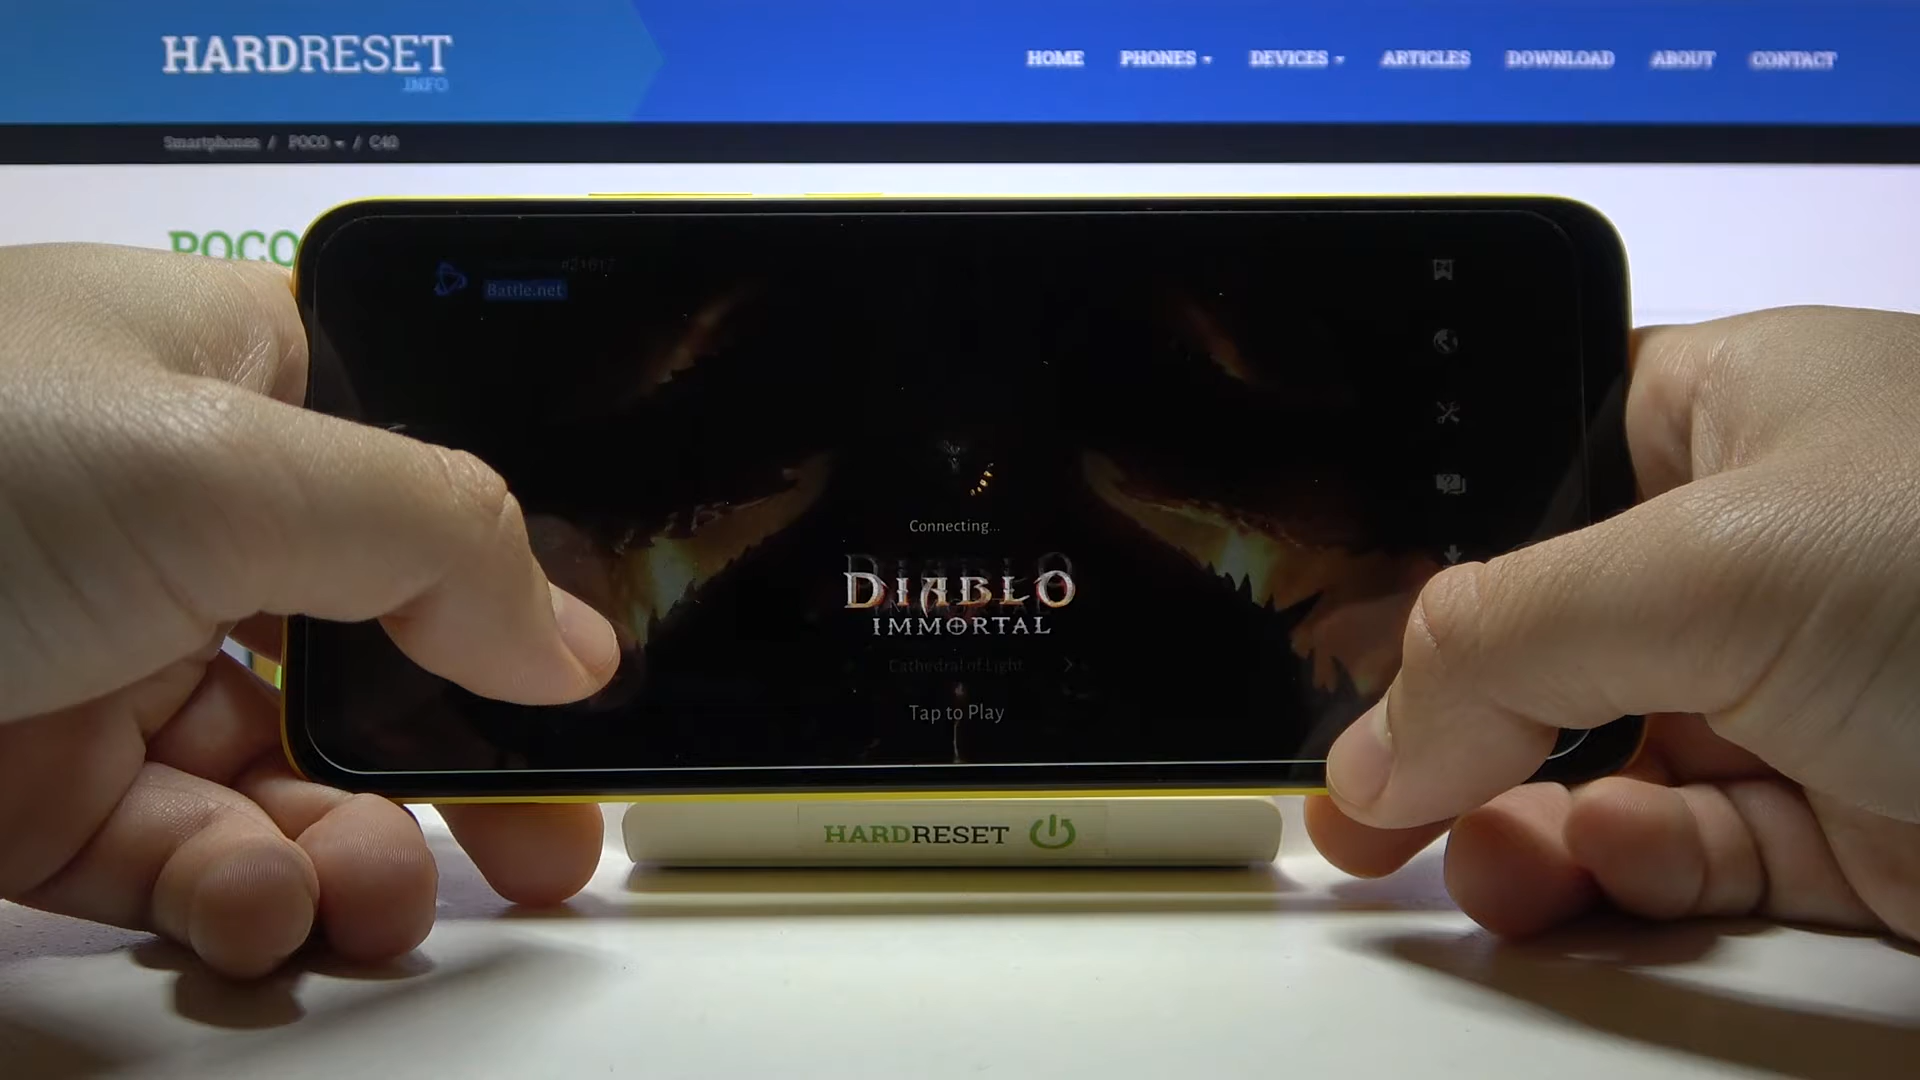 HARDRESET
.INFO
HOME PHONES DEVICES ARTICLES DOWNLOAD ABOUT CONTACT
Smartphones / POCO / C40
POCO
Battle.net
Connecting...
DIABLO
IMMORTAL
Cathedral of Light
Tap to Play
HARDRESET